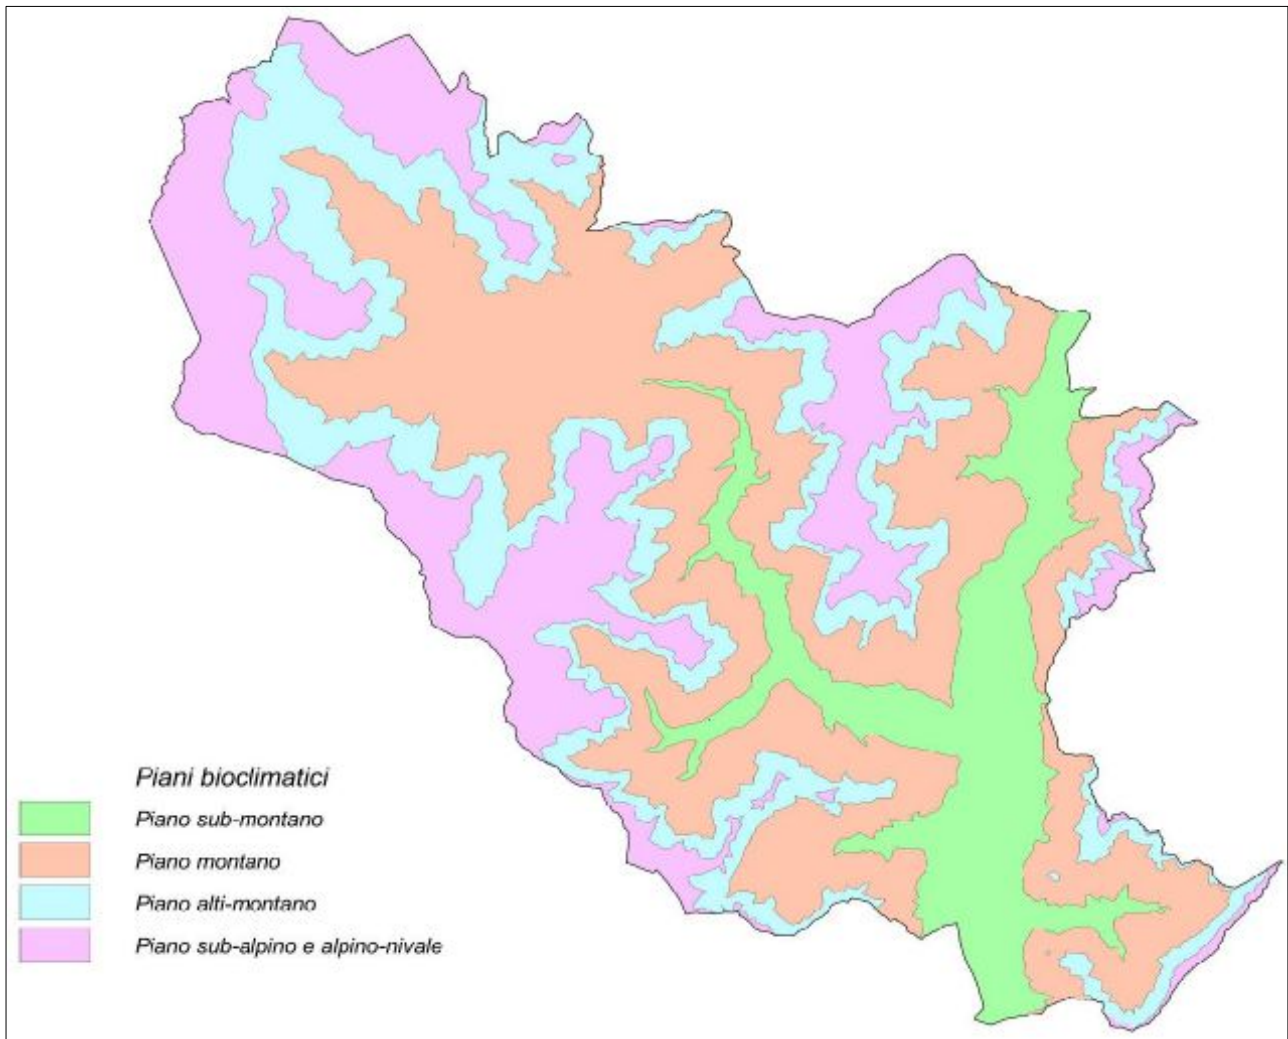 Piani bioclimatici
Piano sub-montano
Piano montano
Piano alti-montano
Piano sub-alpino e alpino-nivale